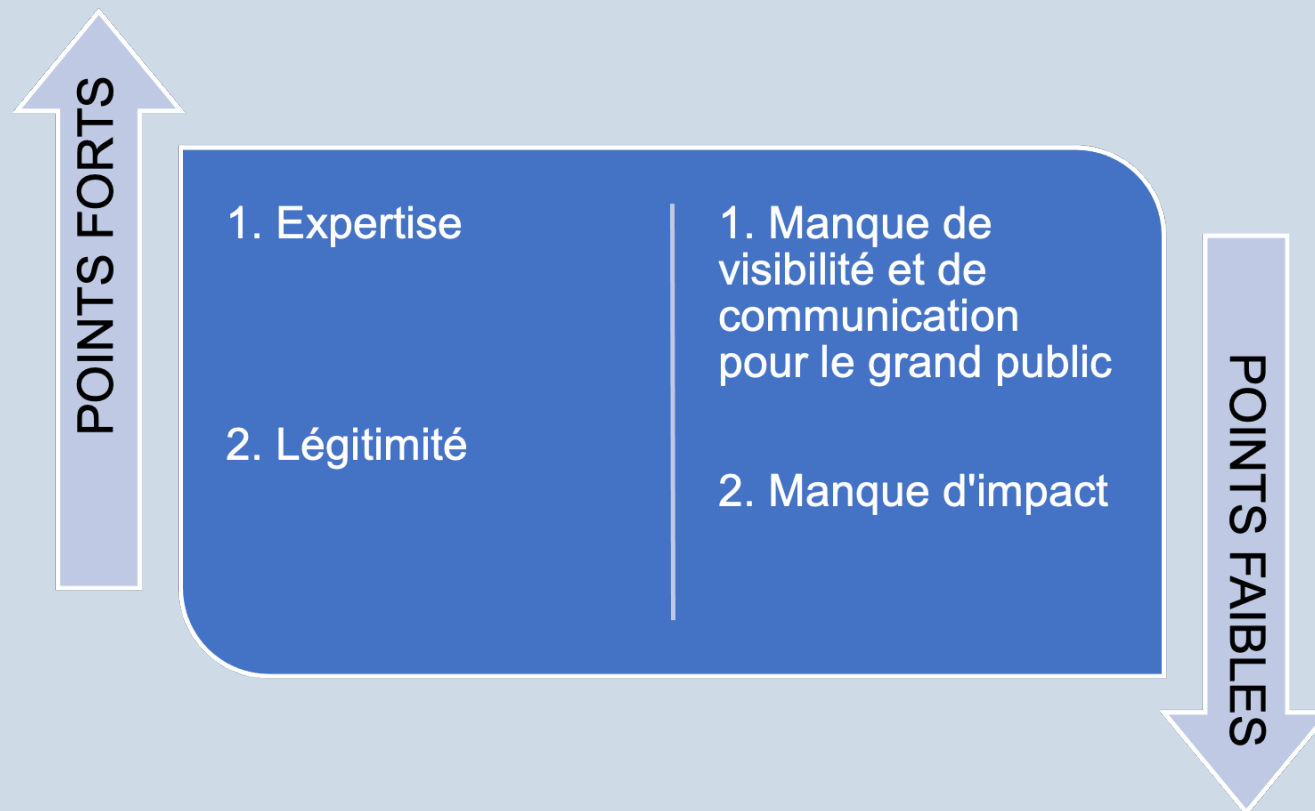 POINTS FORTS
1. Expertise
2. Légitimité
1. Manque de
visibilité et de
communication
pour le grand public
2. Manque d'impact
POINTS FAIBLES